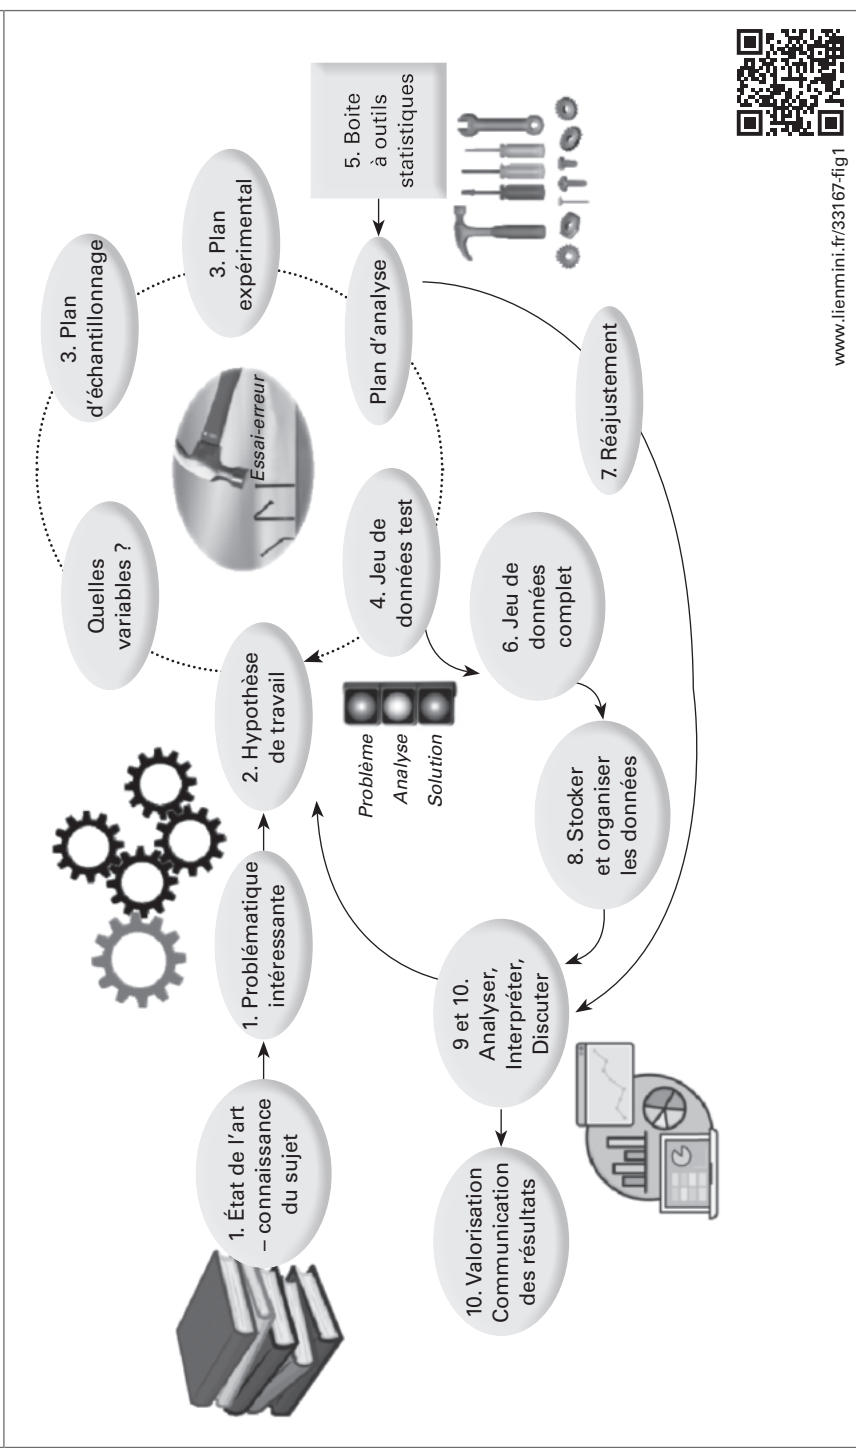 1. État de l'art
– connaissance
du sujet
1. Problématique
intéressante
2. Hypothèse
de travail
Quelles
variables ?
3. Plan
d'échantillonnage
3. Plan
expérimental
Plan d'analyse
5. Boite
à outils
statistiques
Essai-erreur
4. Jeu de
données test
Problème
Analyse
Solution
6. Jeu de
données
complet
7. Réajustement
8. Stocker
et organiser
les données
9 et 10.
Analyser,
Interpréter,
Discuter
10. Valorisation
Communication
des résultats
www.lienmini.fr/33167-fig1